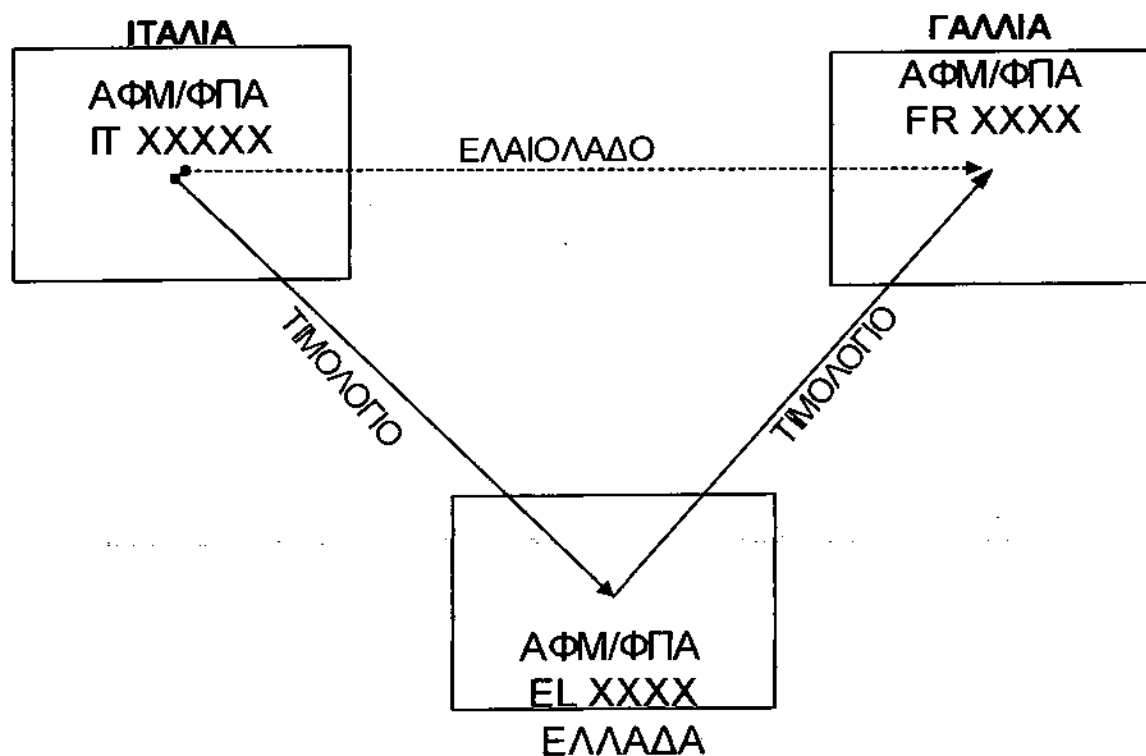 ΙΤΑΛΙΑ
ΑΦΜ/ΦΠΑ
IT XXXXX
ΓΑΛΛΙΑ
ΑΦΜ/ΦΠΑ
FR XXXX
ΕΛΑΙΟΛΑΔΟ
ΤΙΜΟΛΟΓΙΟ
ΤΙΜΟΛΟΓΙΟ
ΑΦΜ/ΦΠΑ
EL XXXX
ΕΛΛΑΔΑ